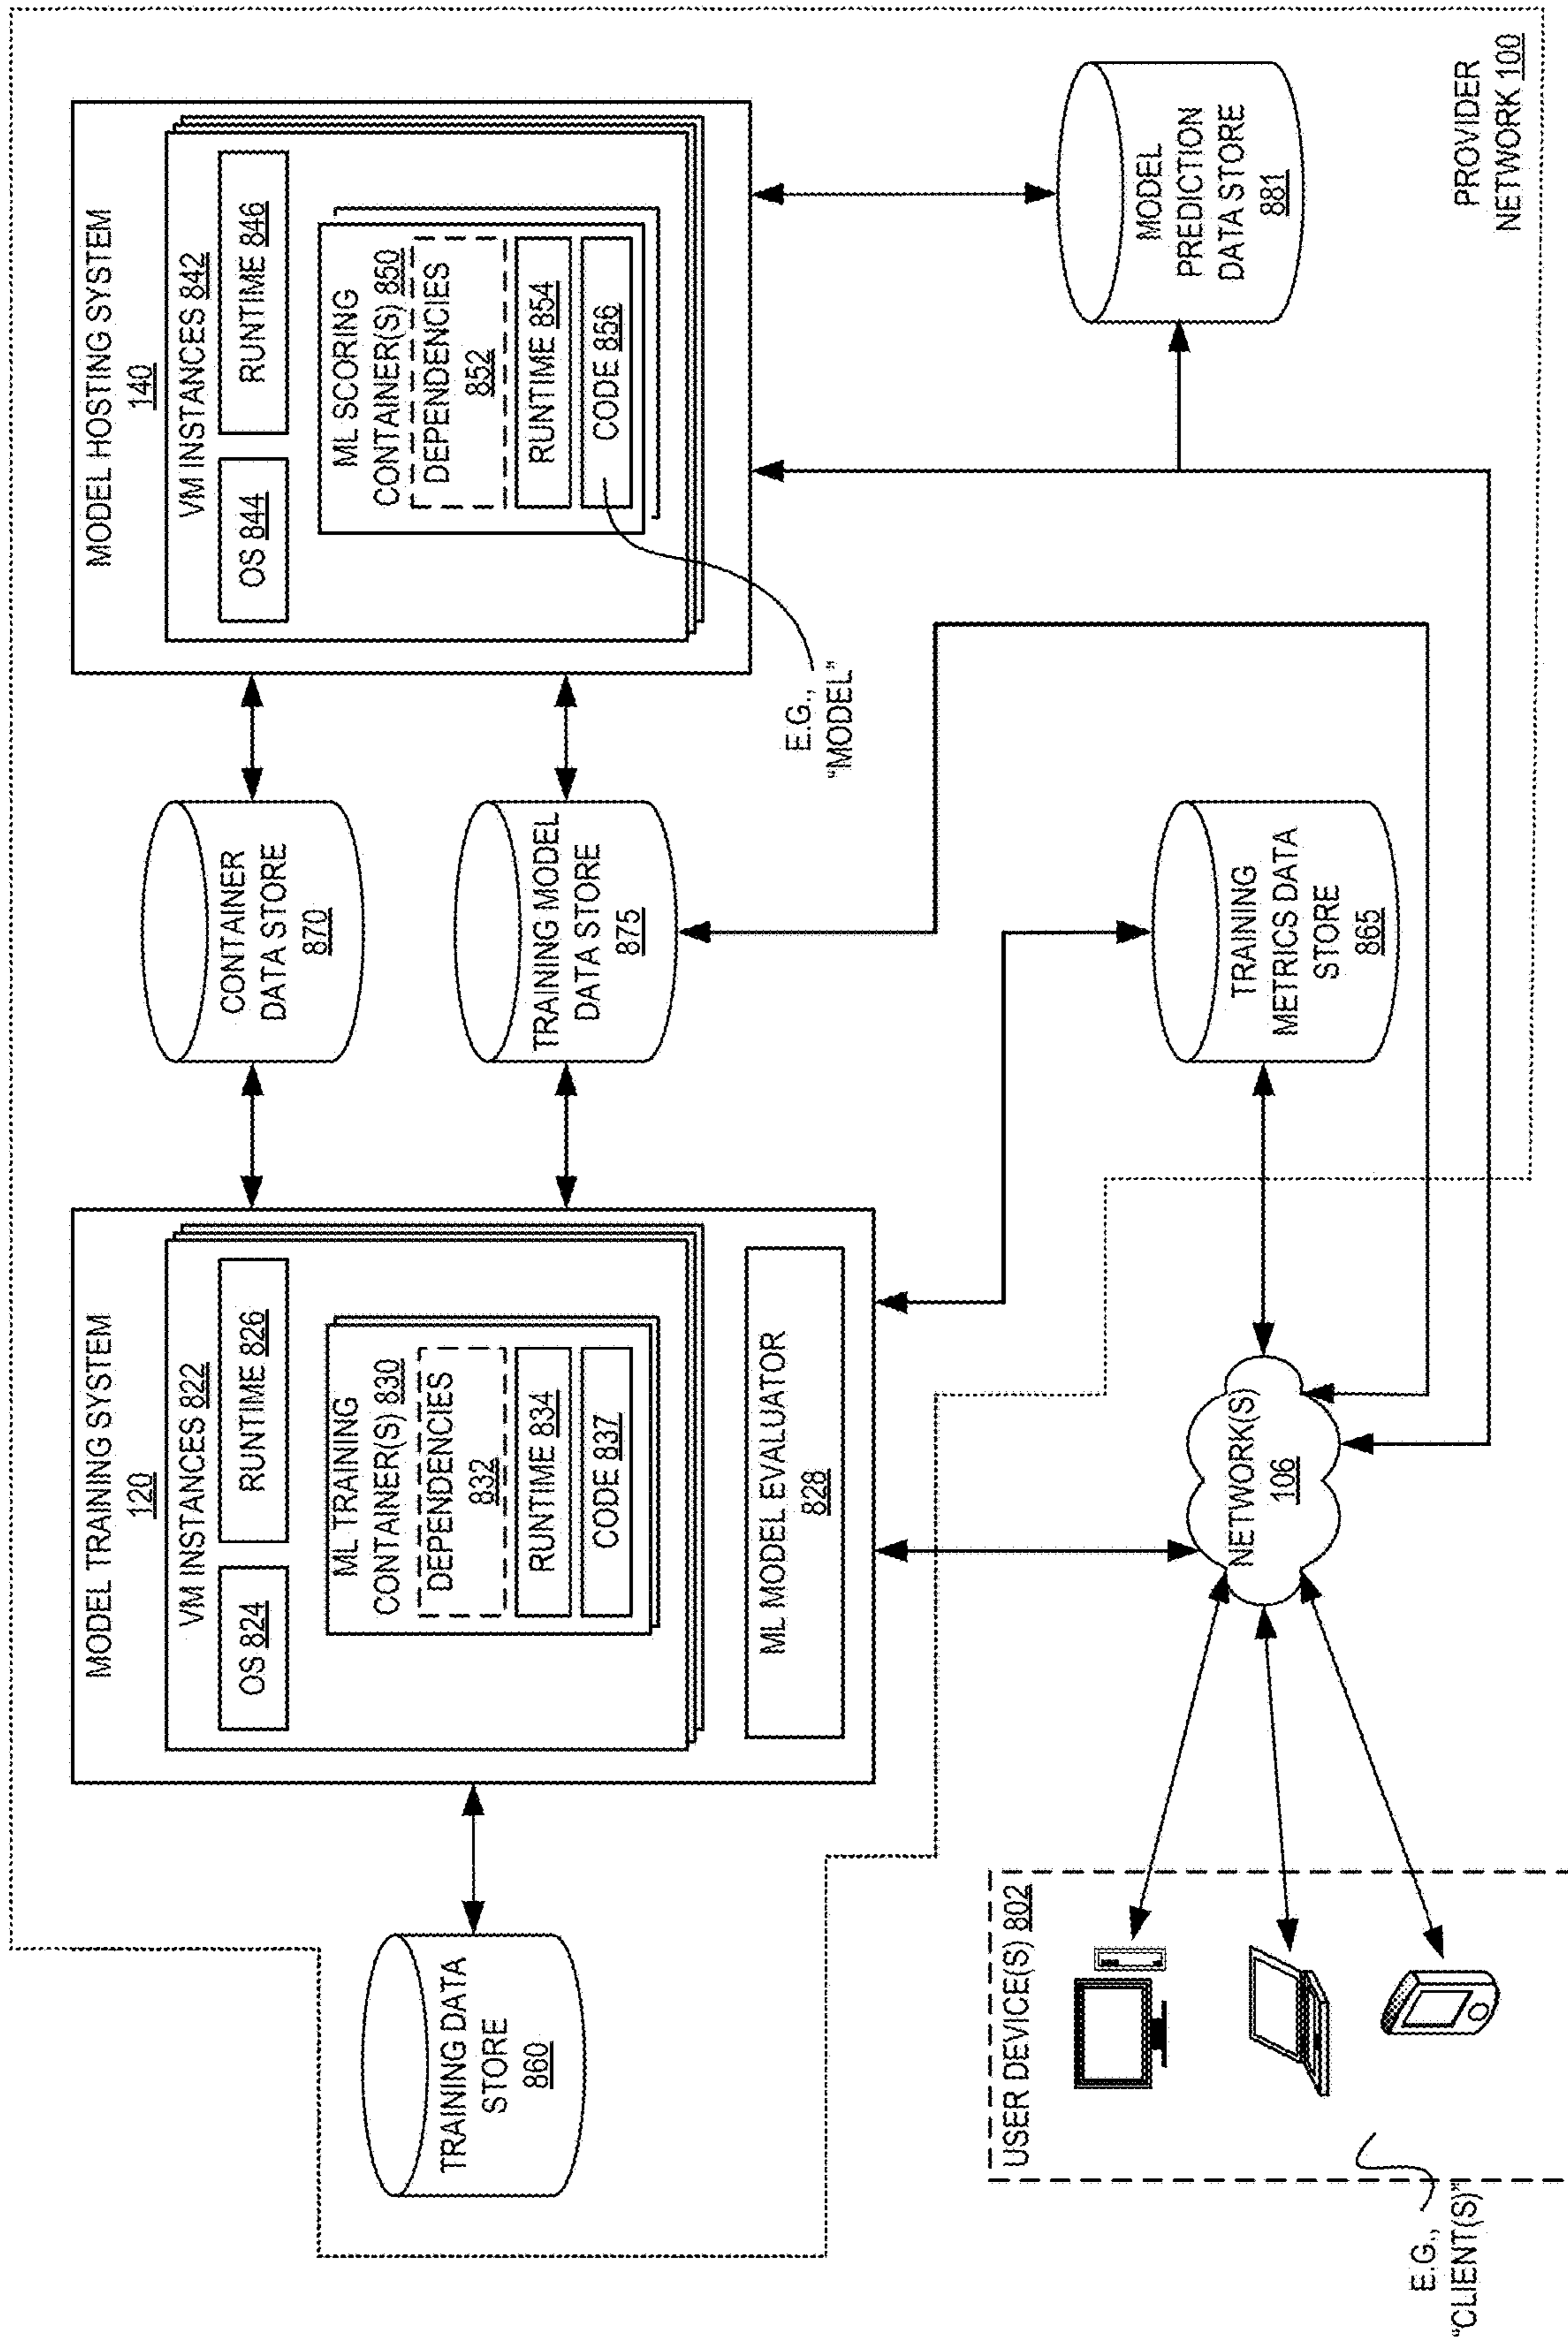 MODEL TRAINING SYSTEM
120
VM INSTANCES 822
OS 824
RUNTIME 826
ML TRAINING
CONTAINER(S) 830
DEPENDENCIES
832
RUNTIME 834
CODE 837
ML MODEL EVALUATOR
828
TRAINING DATA
STORE
860
CONTAINER
DATA STORE
870
TRAINING MODEL
DATA STORE
875
MODEL HOSTING SYSTEM
140
VM INSTANCES 842
OS 844
RUNTIME 846
ML SCORING
CONTAINER(S) 850
DEPENDENCIES
852
RUNTIME 854
CODE 856
E.G.,
"MODEL"
USER DEVICE(S) 802
E.G.,
"CLIENT(S)"
NETWORK(S)
106
TRAINING
METRICS DATA
STORE
865
MODEL
PREDICTION
DATA STORE
881
PROVIDER
NETWORK 100